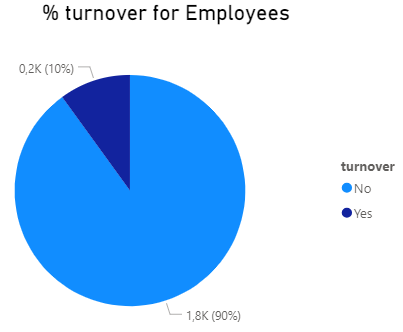 % turnover for Employees
0,2K (10%)
turnover
No
Yes
1,8K (90%)